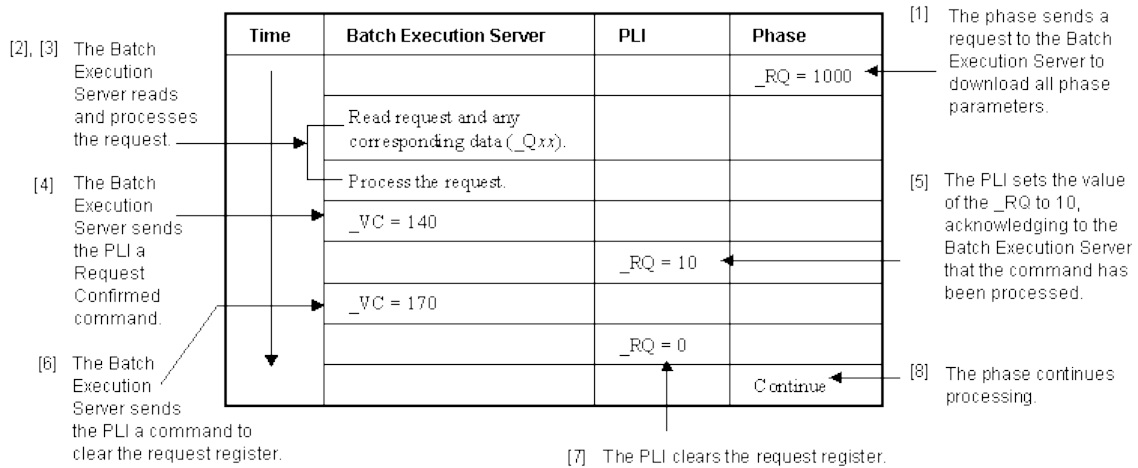 Time Batch Execution Server PLI Phase
_RQ = 1000
Read request and any
corresponding data (_Qxx).
Process the request.
_VC = 140
_RQ = 10
_VC = 170
_RQ = 0
Continue
[1] The phase sends a
request to the Batch
Execution Server to
download all phase
parameters.
[2], [3] The Batch
Execution
Server reads
and processes
the request.
[4] The Batch
Execution
Server sends
the PLI a
Request
Confirmed
command.
[5] The PLI sets the value
of the _RQ to 10,
acknowledging to the
Batch Execution Server
that the command has
been processed.
[6] The Batch
Execution
Server sends
the PLI a command to
clear the request register.
[7] The PLI clears the request register.
[8] The phase continues
processing.